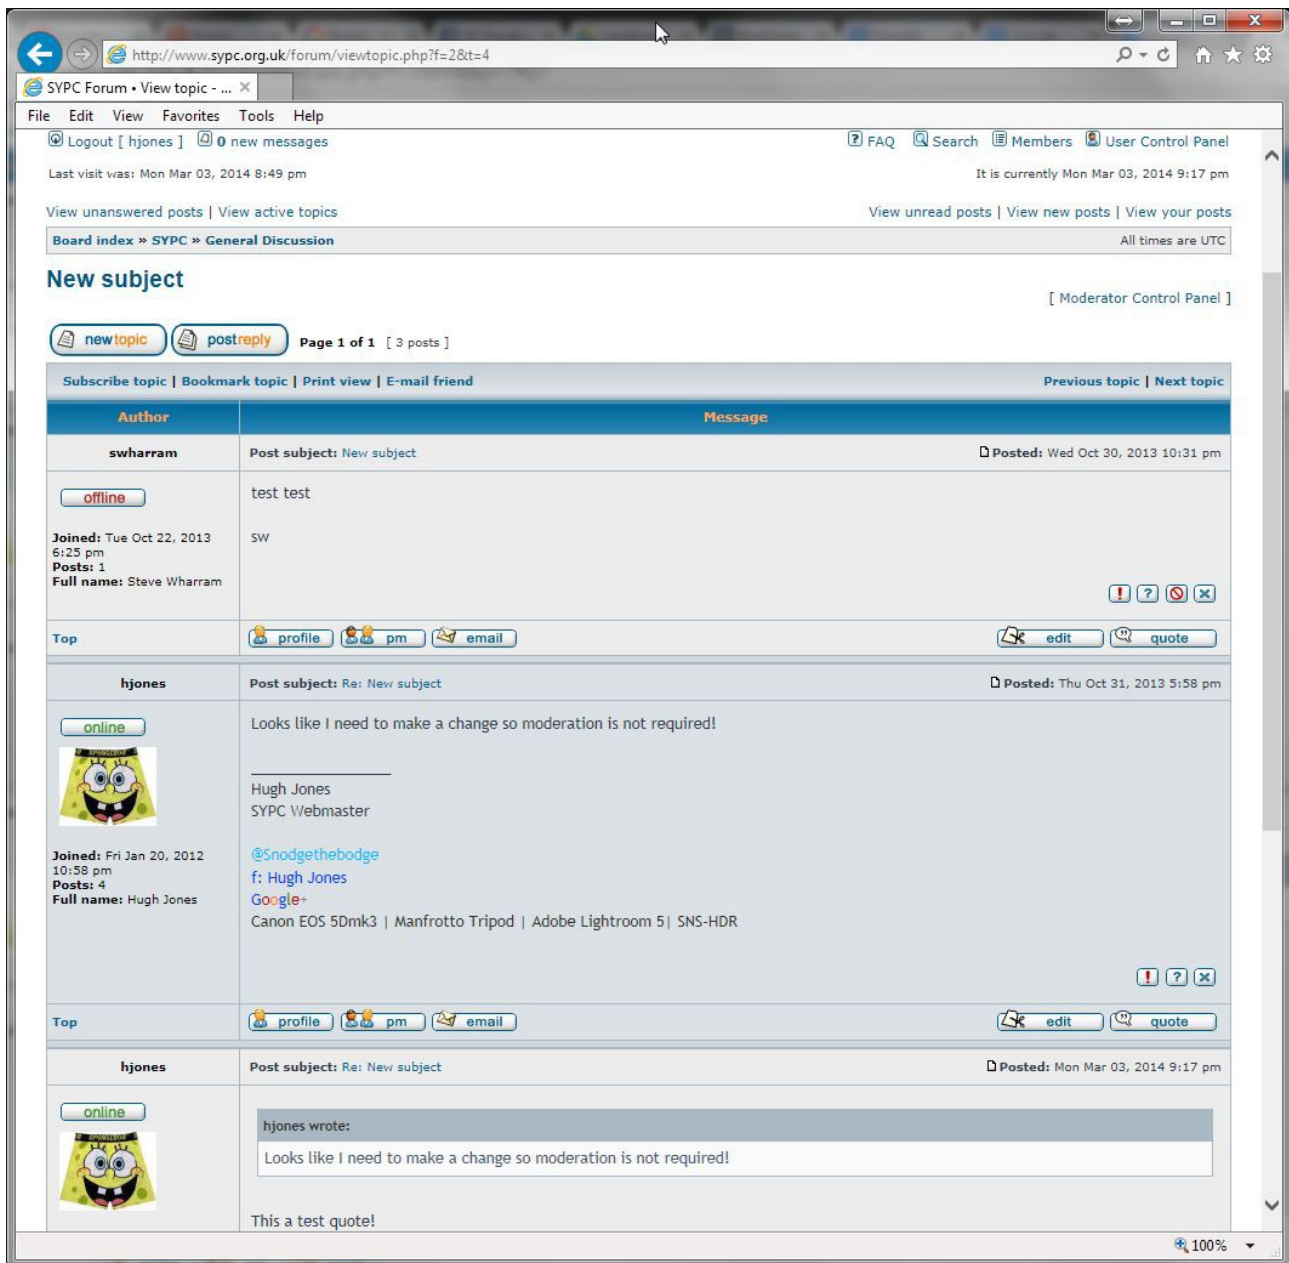 http://www.sypc.org.uk/forum/viewtopic.php?f=2&t=4
SYPC Forum • View topic - ...
File Edit View Favorites Tools Help
Logout [ hjones ] 0 new messages FAQ Search Members User Control Panel
Last visit was: Mon Mar 03, 2014 8:49 pm It is currently Mon Mar 03, 2014 9:17 pm
View unanswered posts | View active topics View unread posts | View new posts | View your posts
Board index » SYPC » General Discussion All times are UTC
New subject
[ Moderator Control Panel ]
newtopic postreply Page 1 of 1 [ 3 posts ]
Subscribe topic | Bookmark topic | Print view | E-mail friend Previous topic | Next topic
Author Message
swharram Post subject: New subject Posted: Wed Oct 30, 2013 10:31 pm
offline test test
Joined: Tue Oct 22, 2013 sw
6:25 pm
Posts: 1
Full name: Steve Wharram
Top profile pm email edit quote
hjones Post subject: Re: New subject Posted: Thu Oct 31, 2013 5:58 pm
online Looks like I need to make a change so moderation is not required!
SPONGEBOB
Hugh Jones
SYPC Webmaster
Joined: Fri Jan 20, 2012 @Snodgethebodge
10:58 pm f: Hugh Jones
Posts: 4
Full name: Hugh Jones Google+
Canon EOS 5Dmk3 | Manfrotto Tripod | Adobe Lightroom 5| SNS-HDR
Top profile pm email edit quote
hjones Post subject: Re: New subject Posted: Mon Mar 03, 2014 9:17 pm
online
hjones wrote:
SPONGEBOB
Looks like I need to make a change so moderation is not required!
This a test quote!
100%